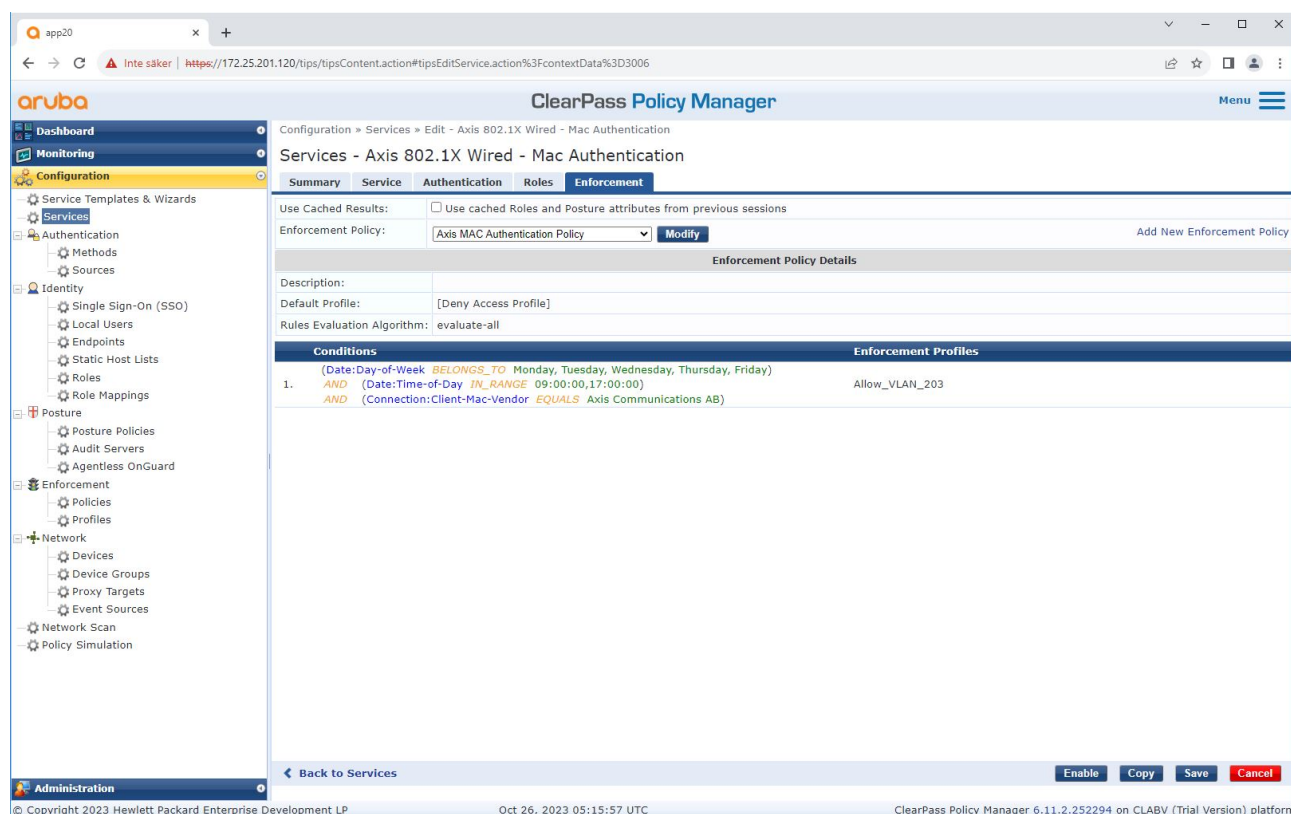 app20
Inte säker | https://172.25.201.120/tips/tipsContent.action#tipsEditService.action%3FcontextData%3D3006
aruba
ClearPass Policy Manager
Menu
Dashboard
Monitoring
Configuration
Service Templates & Wizards
Services
Authentication
Methods
Sources
Identity
Single Sign-On (SSO)
Local Users
Endpoints
Static Host Lists
Roles
Role Mappings
Posture
Posture Policies
Audit Servers
Agentless OnGuard
Enforcement
Policies
Profiles
Network
Devices
Device Groups
Proxy Targets
Event Sources
Network Scan
Policy Simulation
Administration
Configuration » Services » Edit - Axis 802.1X Wired - Mac Authentication
Services - Axis 802.1X Wired - Mac Authentication
Summary Service Authentication Roles Enforcement
Use Cached Results: Use cached Roles and Posture attributes from previous sessions
Enforcement Policy: Axis MAC Authentication Policy Modify Add New Enforcement Policy
Enforcement Policy Details
Description:
Default Profile: [Deny Access Profile]
Rules Evaluation Algorithm: evaluate-all
Conditions Enforcement Profiles
(Date:Day-of-Week BELONGS_TO Monday, Tuesday, Wednesday, Thursday, Friday)
1. AND (Date:Time-of-Day IN_RANGE 09:00:00,17:00:00) Allow_VLAN_203
AND (Connection:Client-Mac-Vendor EQUALS Axis Communications AB)
Back to Services Enable Copy Save Cancel
© Copyright 2023 Hewlett Packard Enterprise Development LP Oct 26, 2023 05:15:57 UTC ClearPass Policy Manager 6.11.2.252294 on CLABV (Trial Version) platform